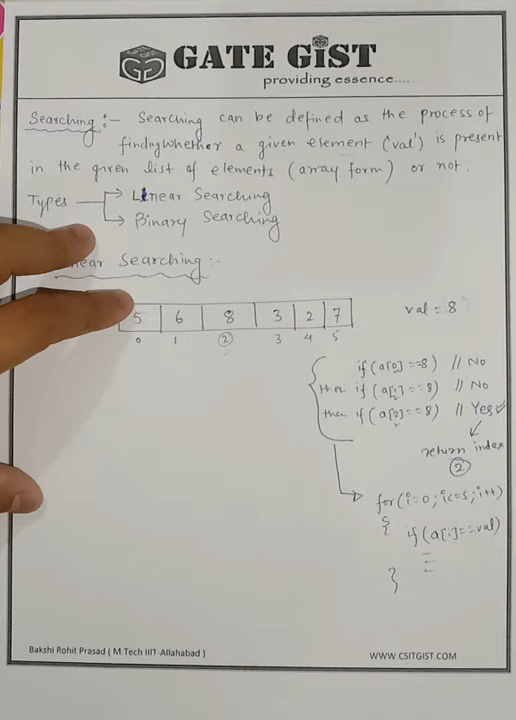 GATE GiST
providing essence....
Searching :- Searching can be defined as the process of
finding whether a given element ('val') is present
in the given list of elements (array form) or not.
Types
Linear Searching
Binary Searching
near Searching :-
5 6 8 3 2 7
0 1 2 3 4 5
val = 8
if (a[0] == 8) // No
then if (a[1] == 8) // No
then if (a[2] == 8) // Yes
return index
2
for (i=0; i<=5; i++)
{
if (a[i] == val)
}
Bakshi Rohit Prasad ( M.Tech IIIT-Allahabad )
WWW.CSITGIST.COM